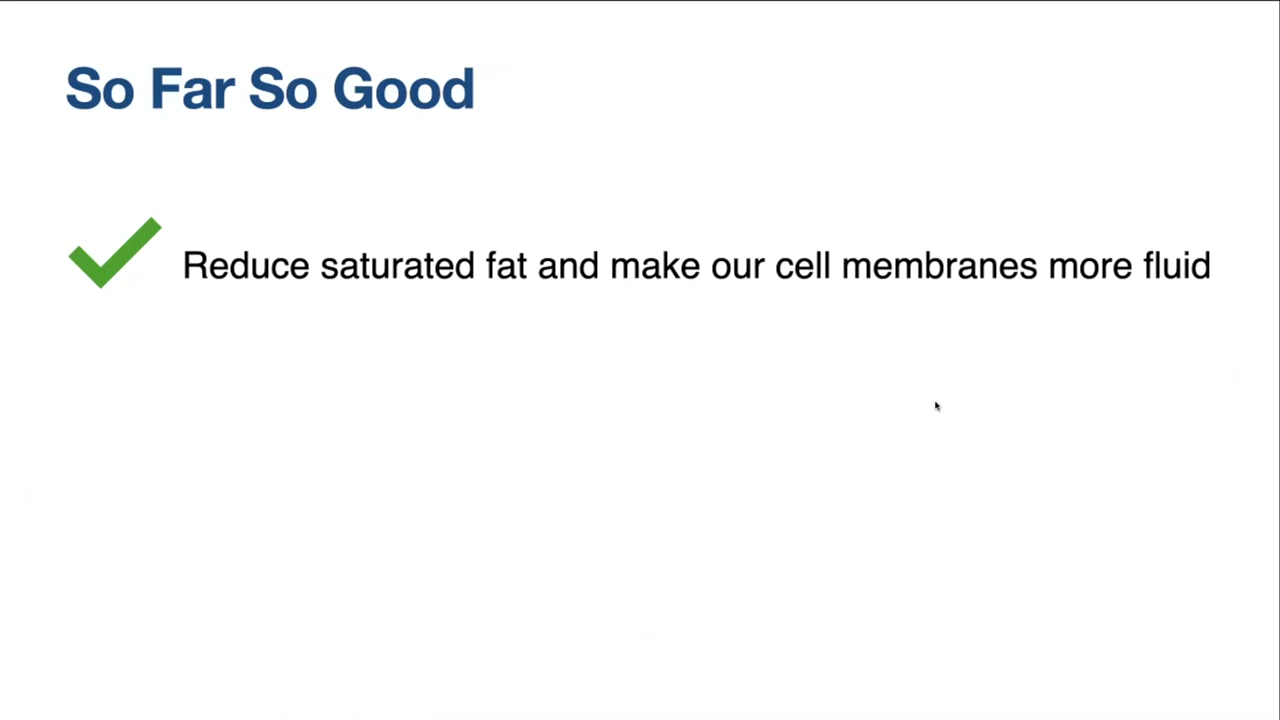 So Far So Good
Reduce saturated fat and make our cell membranes more fluid